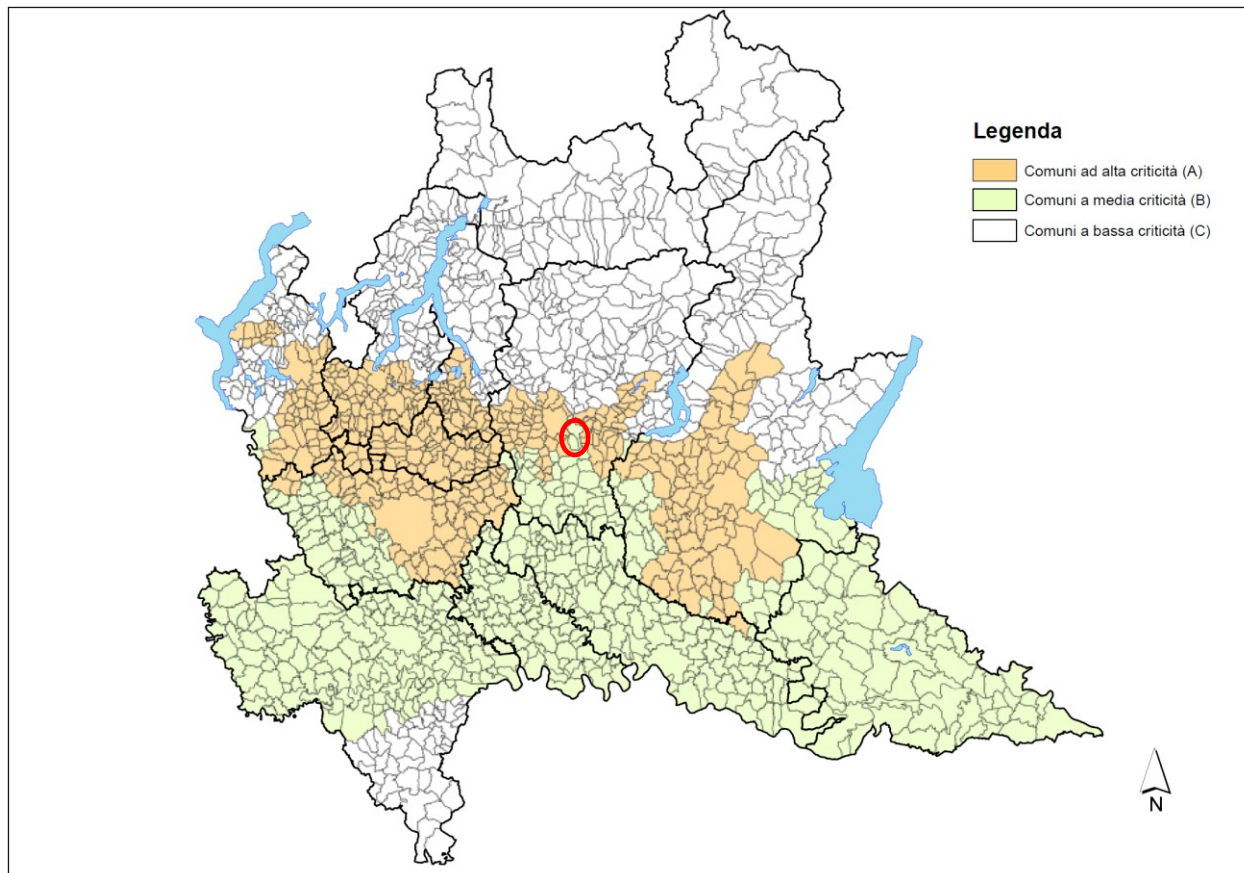 Legenda
Comuni ad alta criticità (A)
Comuni a media criticità (B)
Comuni a bassa criticità (C)
N